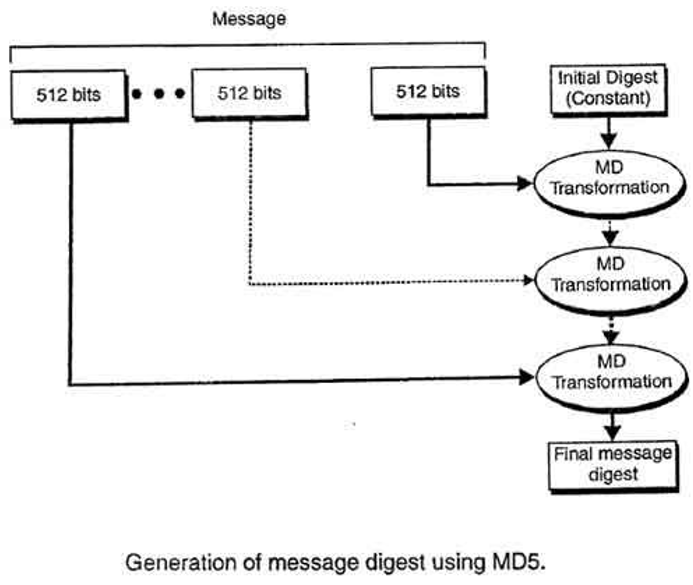 Message
512 bits
512 bits
512 bits
Initial Digest
(Constant)
MD
Transformation
MD
Transformation
MD
Transformation
Final message
digest
Generation of message digest using MD5.